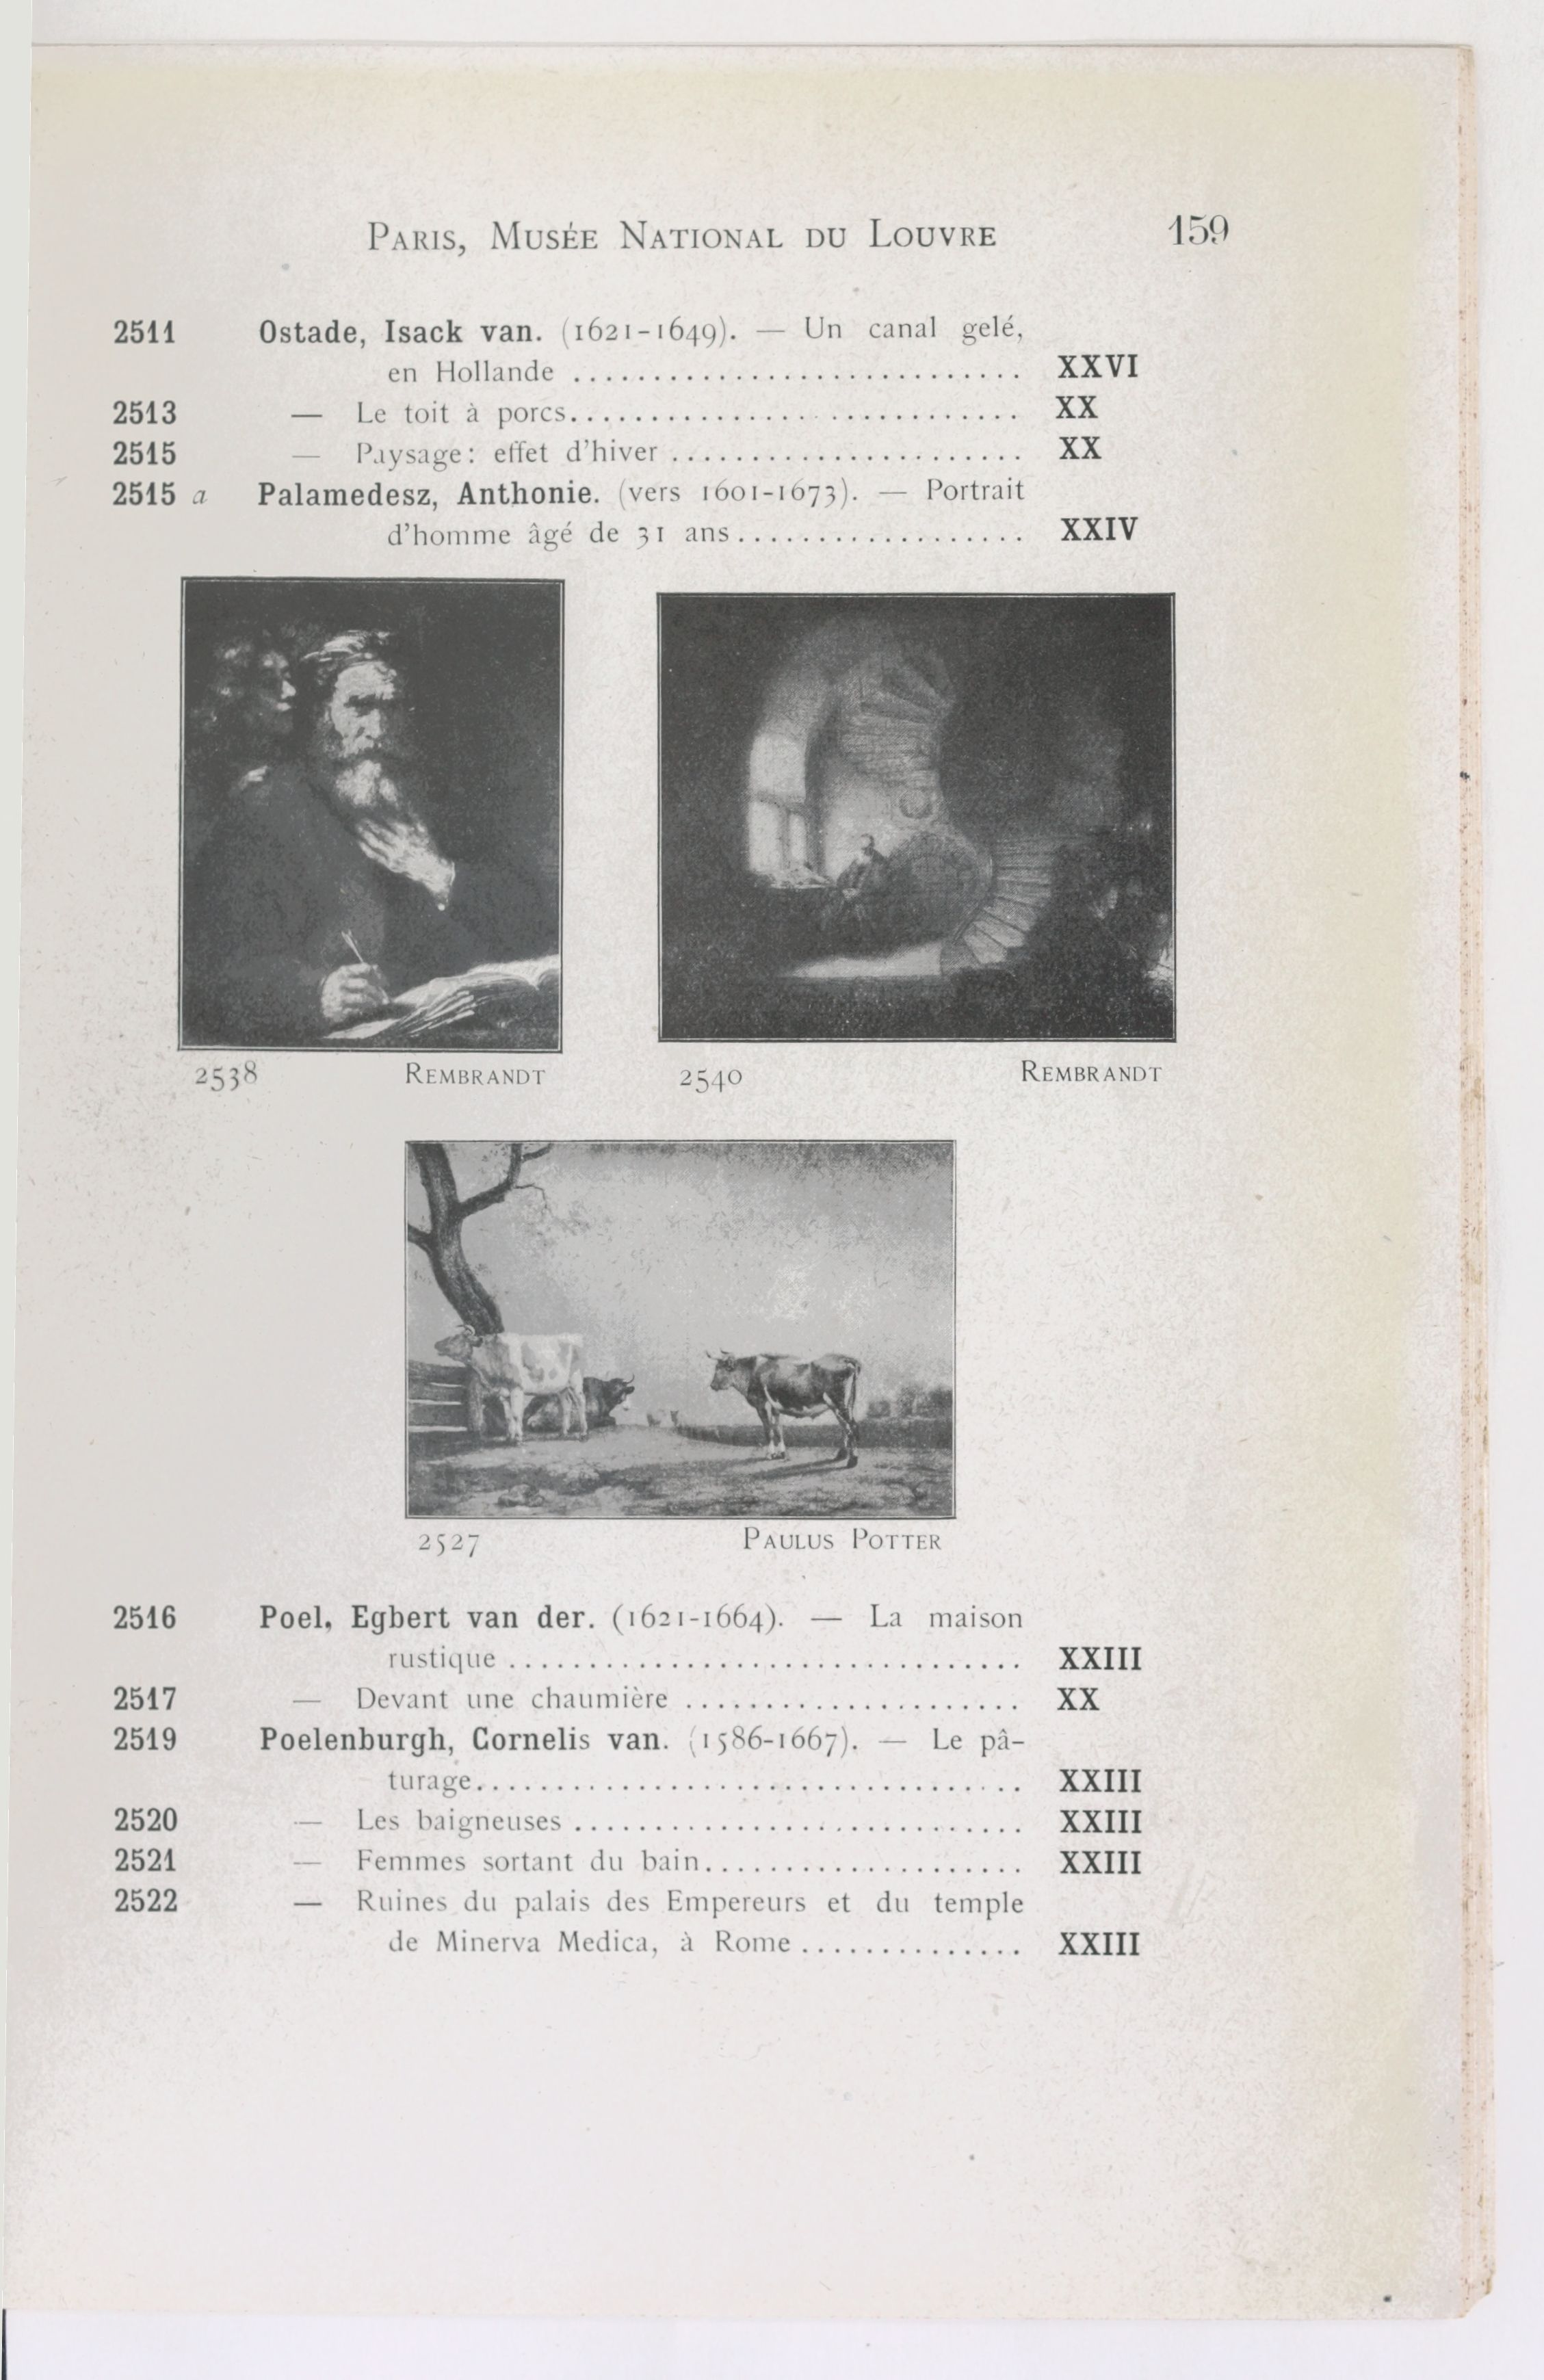 PARIS, MUSÉE NATIONAL DU LOUVRE 159
2511 Ostade, Isack van. (1621-1649). — Un canal gelé,
en Hollande ............................ XXVI
2513 — Le toit à porcs............................ XX
2515 — Paysage: effet d'hiver ...................... XX
2515 a Palamedesz, Anthonie. (vers 1601-1673). — Portrait
d'homme âgé de 31 ans.................. XXIV
2538 REMBRANDT
2540 REMBRANDT
2527 PAULUS POTTER
2516 Poel, Egbert van der. (1621-1664). — La maison
rustique ................................ XXIII
2517 — Devant une chaumière ..................... XX
2519 Poelenburgh, Cornelis van. (1586-1667). — Le pâ-
turage.................................. XXIII
2520 — Les baigneuses ............................ XXIII
2521 — Femmes sortant du bain.................... XXIII
2522 — Ruines du palais des Empereurs et du temple
de Minerva Medica, à Rome .............. XXIII